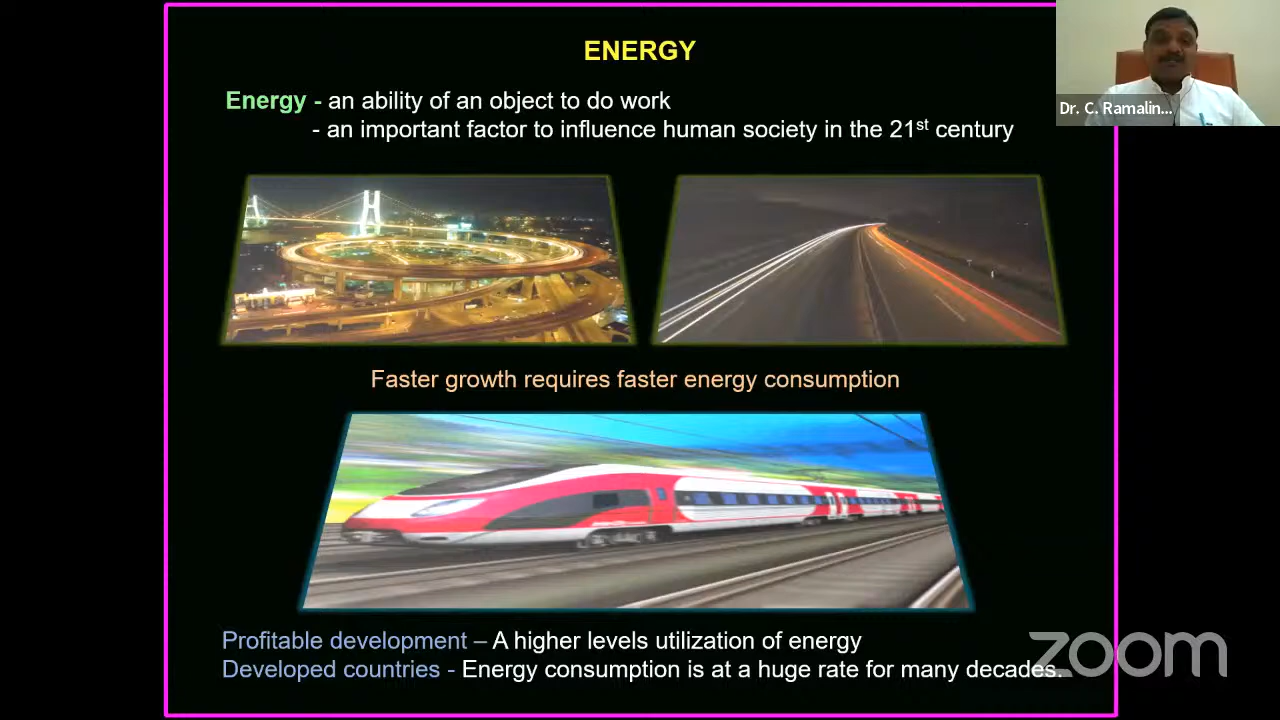 ENERGY
Energy - an ability of an object to do work
- an important factor to influence human society in the 21st century
Dr. C. Ramalin...
Faster growth requires faster energy consumption
Profitable development – A higher levels utilization of energy
Developed countries - Energy consumption is at a huge rate for many decades.
zoom